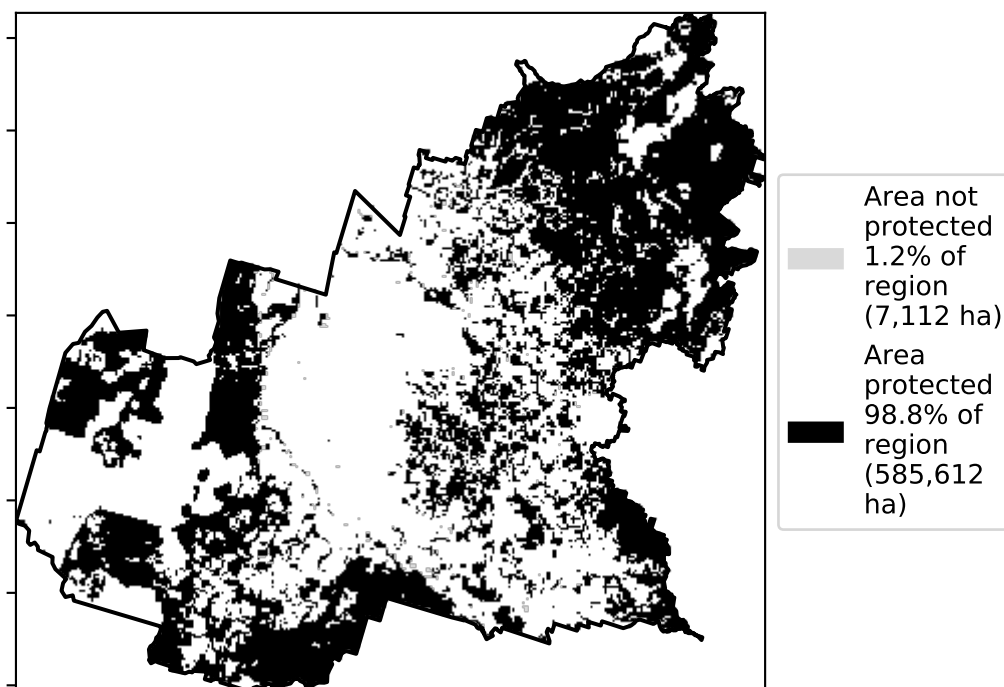 Area not
protected
1.2% of
region
(7,112 ha)
Area
protected
98.8% of
region
(585,612
ha)